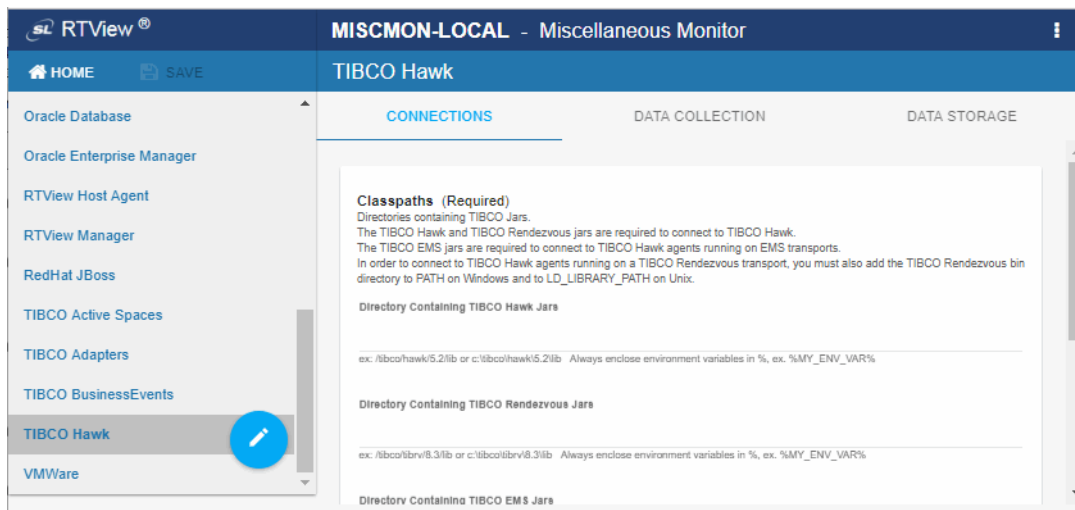 SL RTView ®
MISCMON-LOCAL - Miscellaneous Monitor
HOME
SAVE
TIBCO Hawk
Oracle Database
Oracle Enterprise Manager
RTView Host Agent
RTView Manager
RedHat JBoss
TIBCO Active Spaces
TIBCO Adapters
TIBCO BusinessEvents
TIBCO Hawk
VMWare
CONNECTIONS
DATA COLLECTION
DATA STORAGE
Classpaths (Required)
Directories containing TIBCO Jars.
The TIBCO Hawk and TIBCO Rendezvous jars are required to connect to TIBCO Hawk.
The TIBCO EMS jars are required to connect to TIBCO Hawk agents running on EMS transports.
In order to connect to TIBCO Hawk agents running on a TIBCO Rendezvous transport, you must also add the TIBCO Rendezvous bin
directory to PATH on Windows and to LD_LIBRARY_PATH on Unix.
Directory Containing TIBCO Hawk Jars
ex: /tibco/hawk/5.2/lib or c:\tibco\hawk\5.2\lib Always enclose environment variables in %, ex. %MY_ENV_VAR%
Directory Containing TIBCO Rendezvous Jars
ex: /tibco/tibrv/8.3/lib or c:\tibco\tibrv\8.3\lib Always enclose environment variables in %, ex. %MY_ENV_VAR%
Directory Containing TIBCO EMS Jars